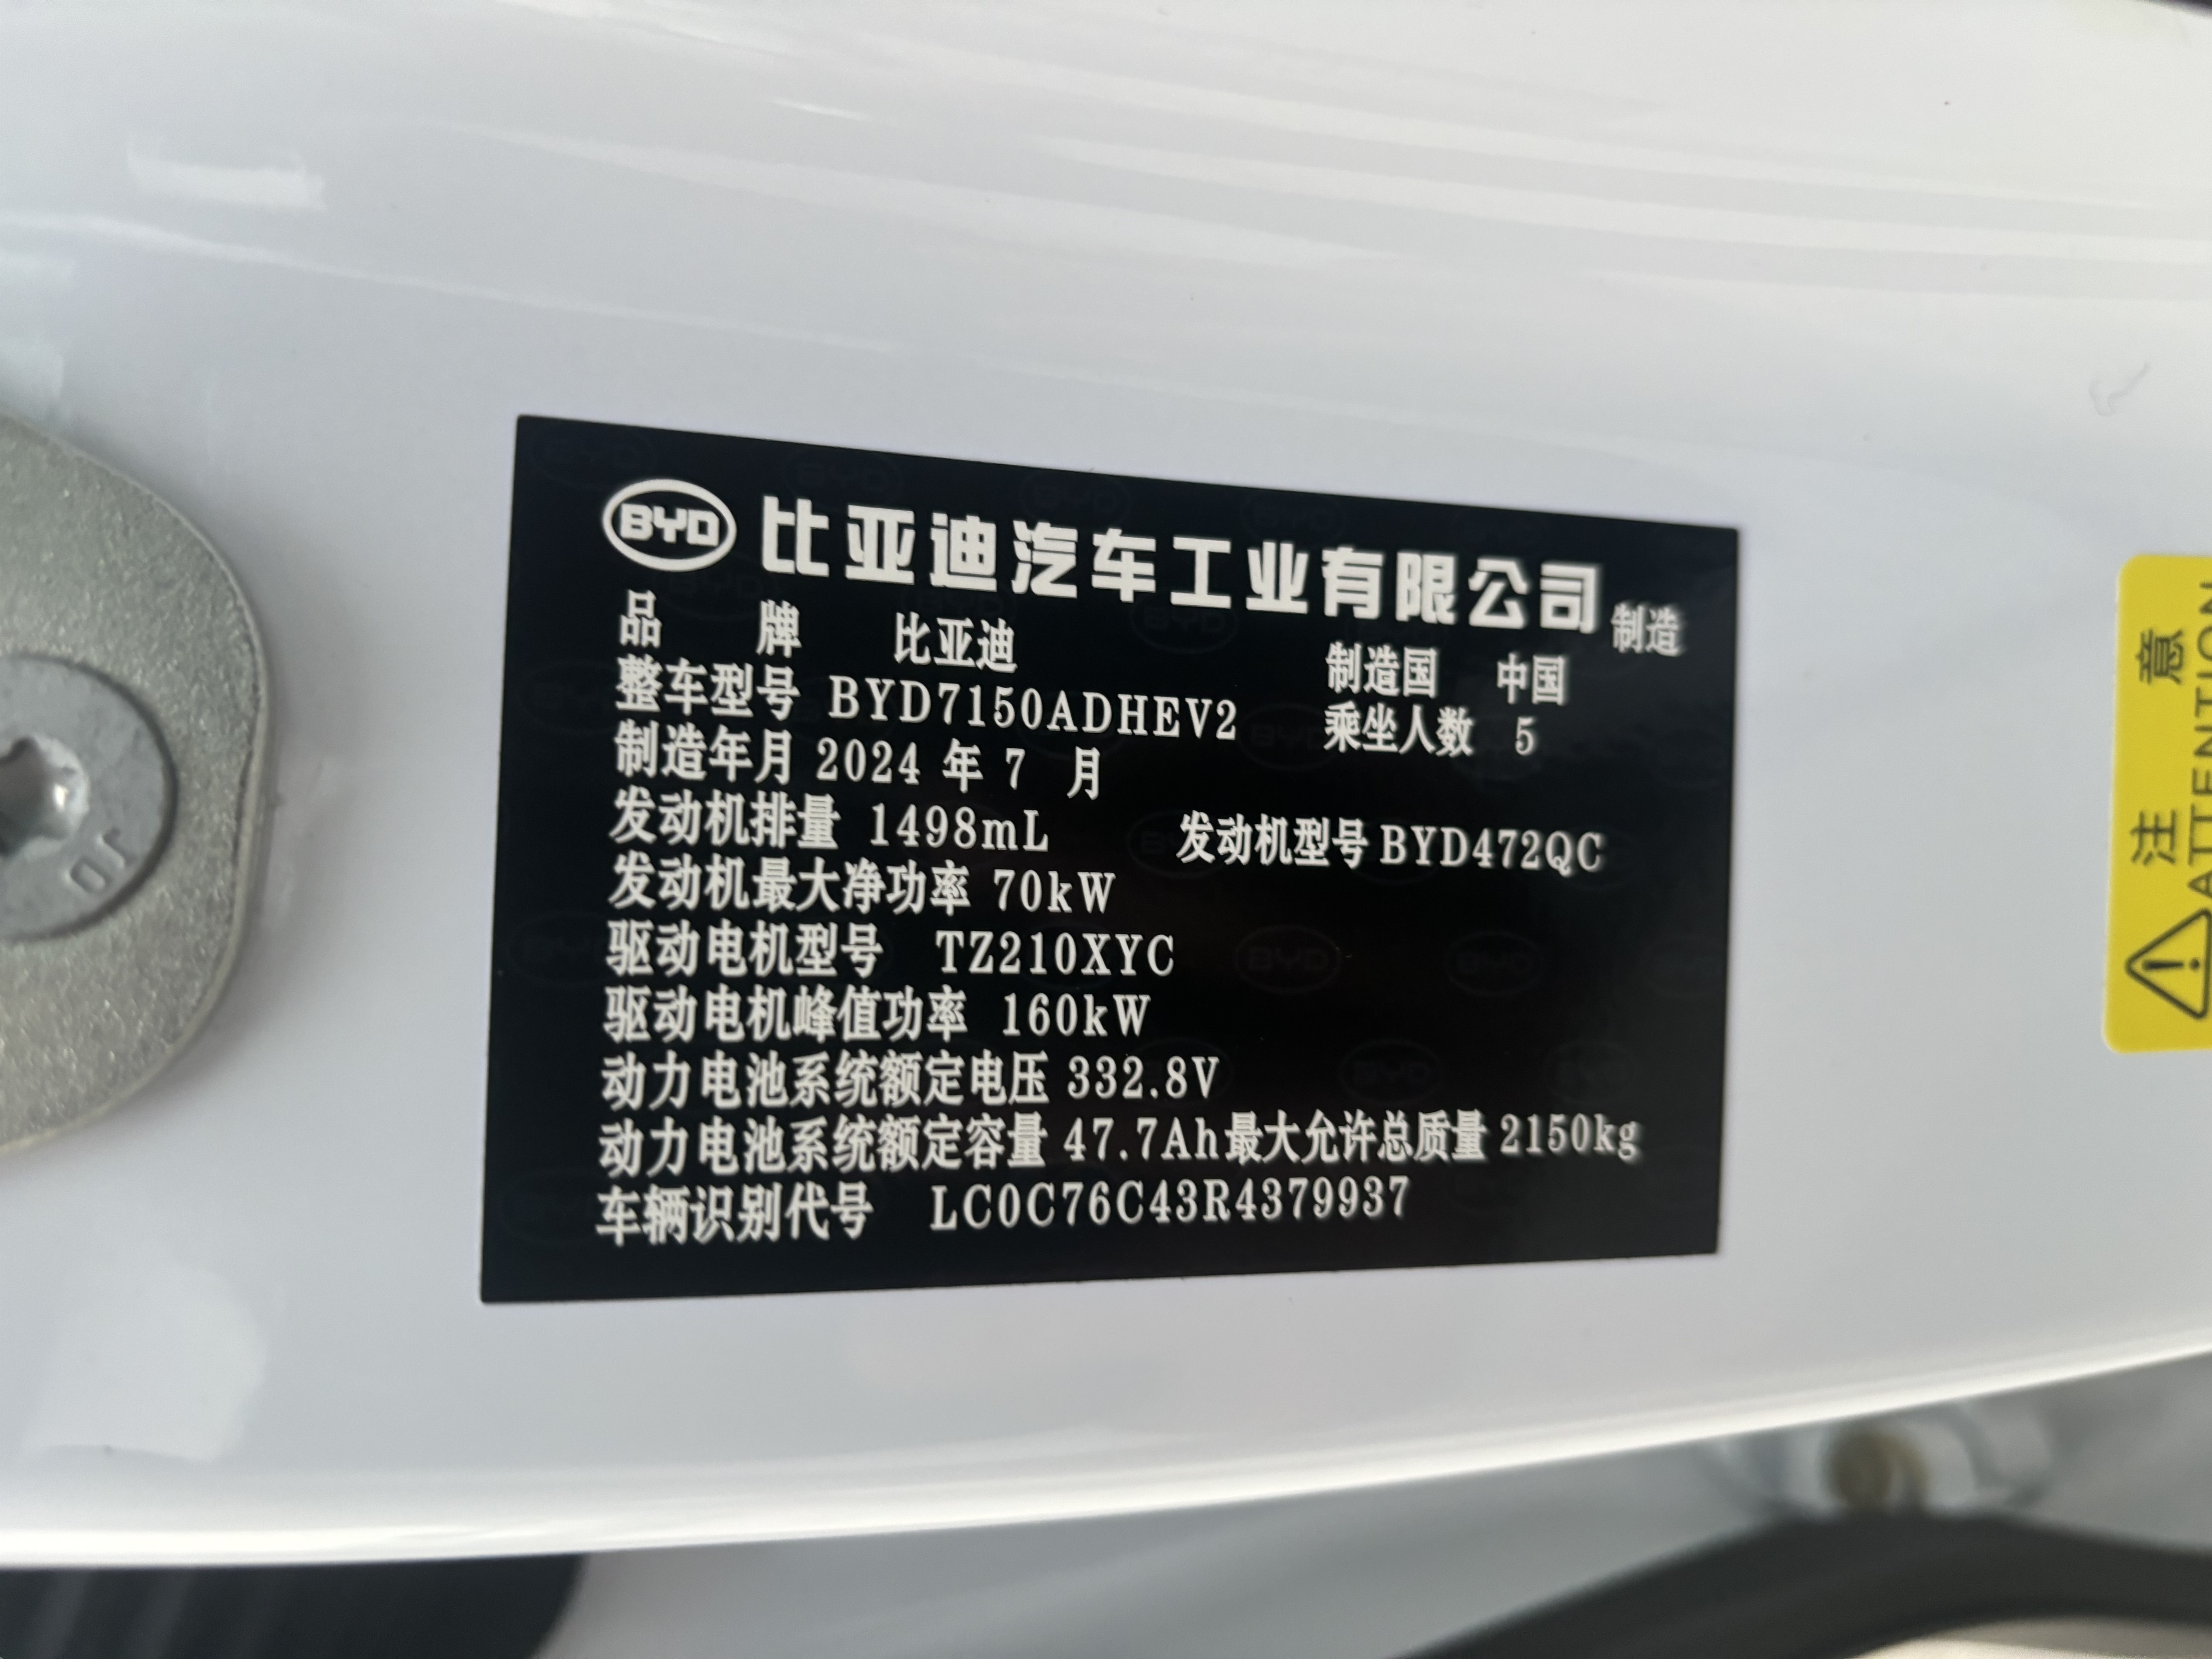 BYD 比亚迪汽车工业有限公司 制造
品 牌 比亚迪 制造国 中国
整车型号 BYD7150ADHEV2 乘坐人数 5
制造年月 2024 年 7 月
发动机排量 1498mL 发动机型号 BYD472QC
发动机最大净功率 70kW
驱动电机型号 TZ210XYC
驱动电机峰值功率 160kW
动力电池系统额定电压 332.8V
动力电池系统额定容量 47.7Ah 最大允许总质量 2150kg
车辆识别代号 LC0C76C43R4379937
注 意
ATTENTION
10